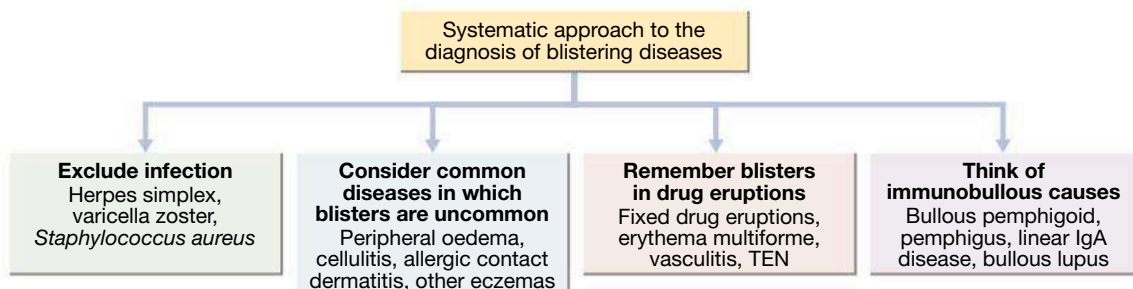 Systematic approach to the
diagnosis of blistering diseases
Exclude infection
Herpes simplex,
varicella zoster,
Staphylococcus aureus
Consider common
diseases in which
blisters are uncommon
Peripheral oedema,
cellulitis, allergic contact
dermatitis, other eczemas
Remember blisters
in drug eruptions
Fixed drug eruptions,
erythema multiforme,
vasculitis, TEN
Think of
immunobullous causes
Bullous pemphigoid,
pemphigus, linear IgA
disease, bullous lupus